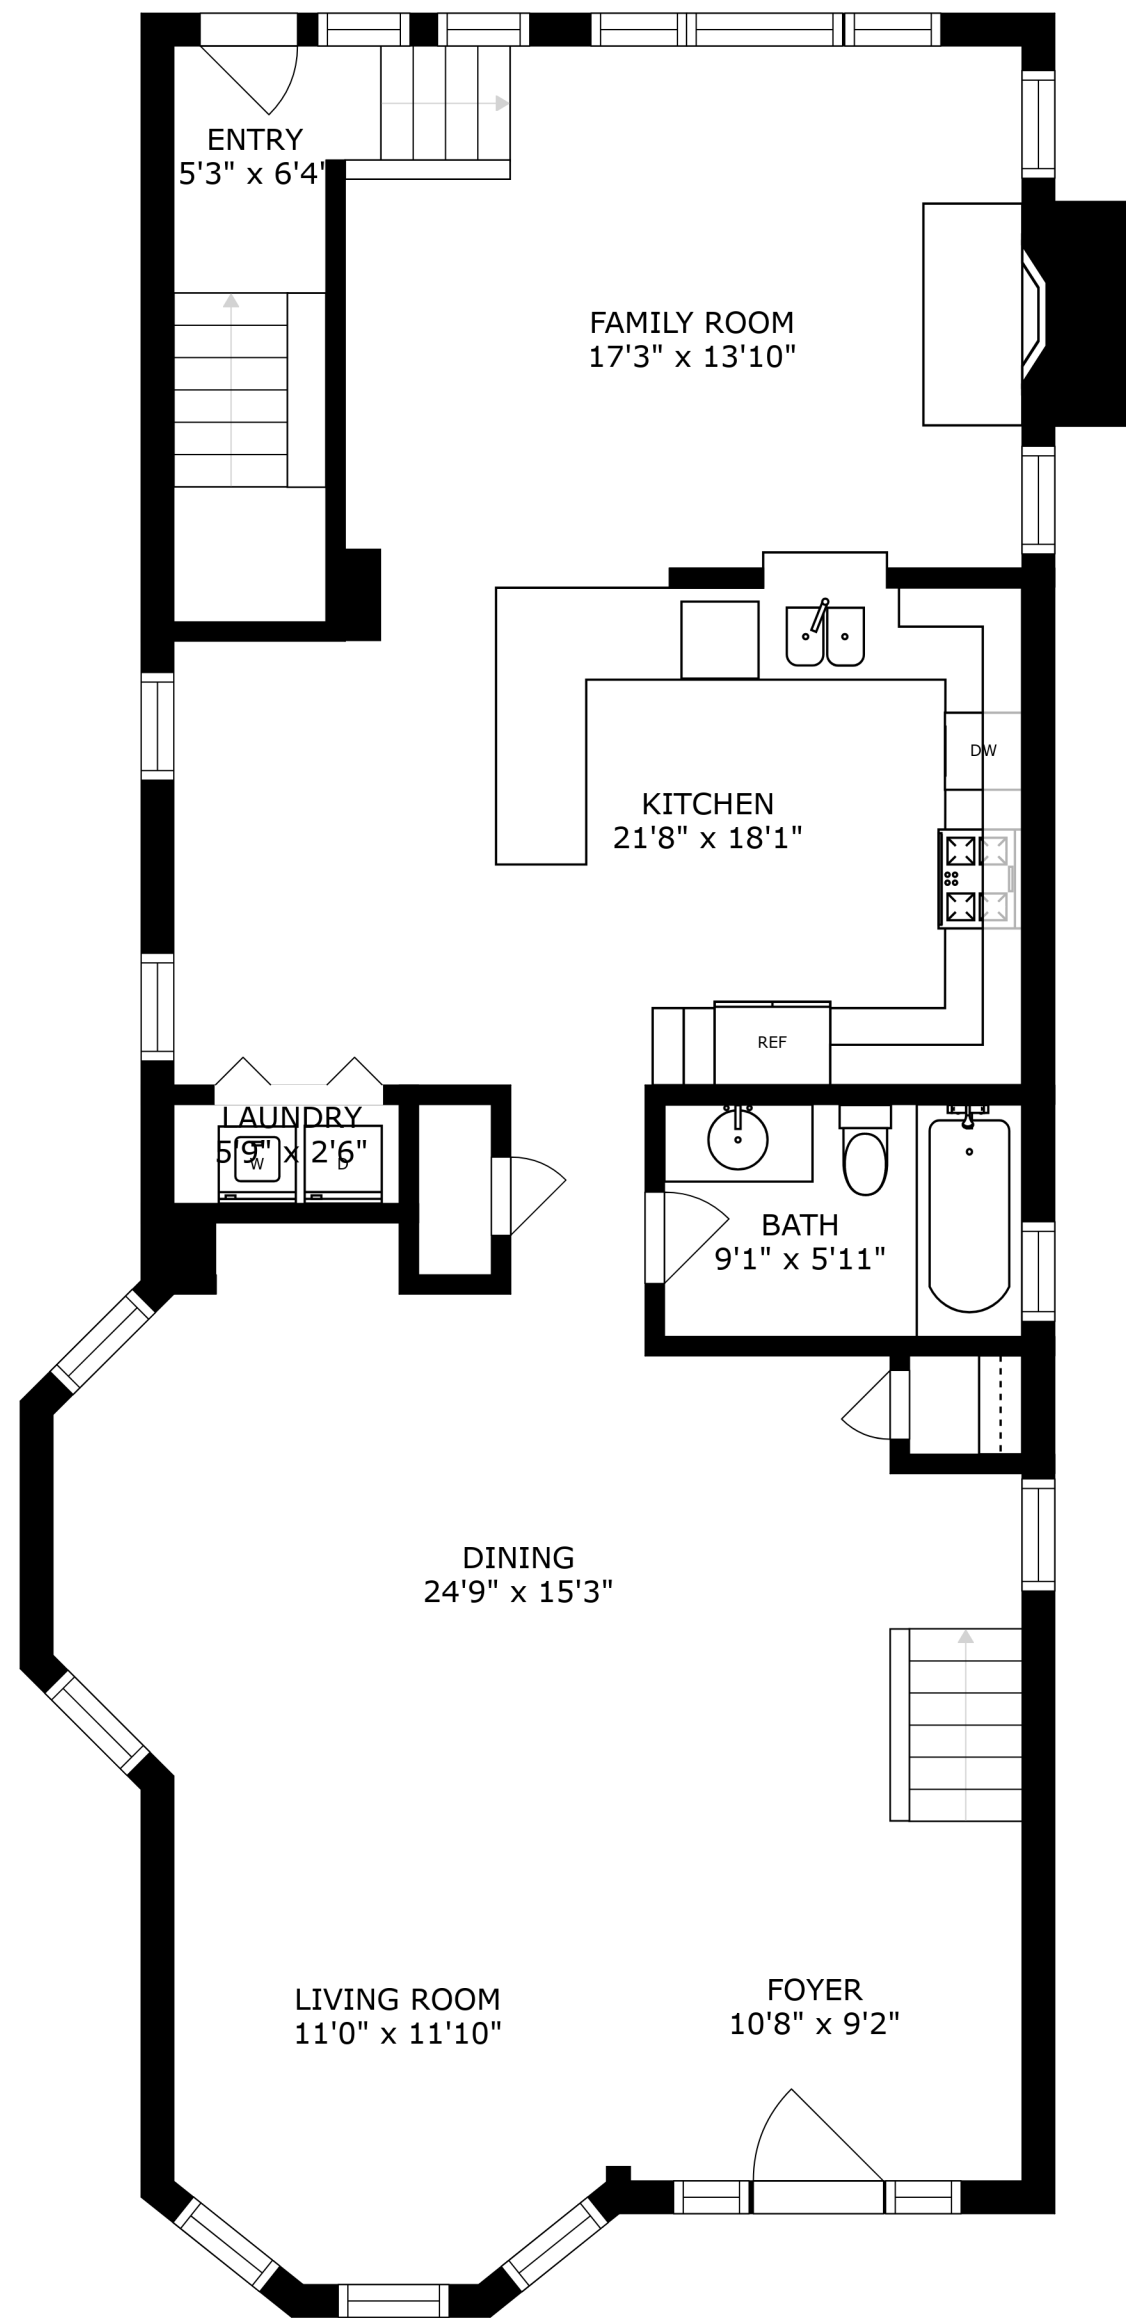 ENTRY
5'3" x 6'4"
FAMILY ROOM
17'3" x 13'10"
DW
KITCHEN
21'8" x 18'1"
REF
LAUNDRY
5'9" x 2'6"
W
D
BATH
9'1" x 5'11"
DINING
24'9" x 15'3"
LIVING ROOM
11'0" x 11'10"
FOYER
10'8" x 9'2"